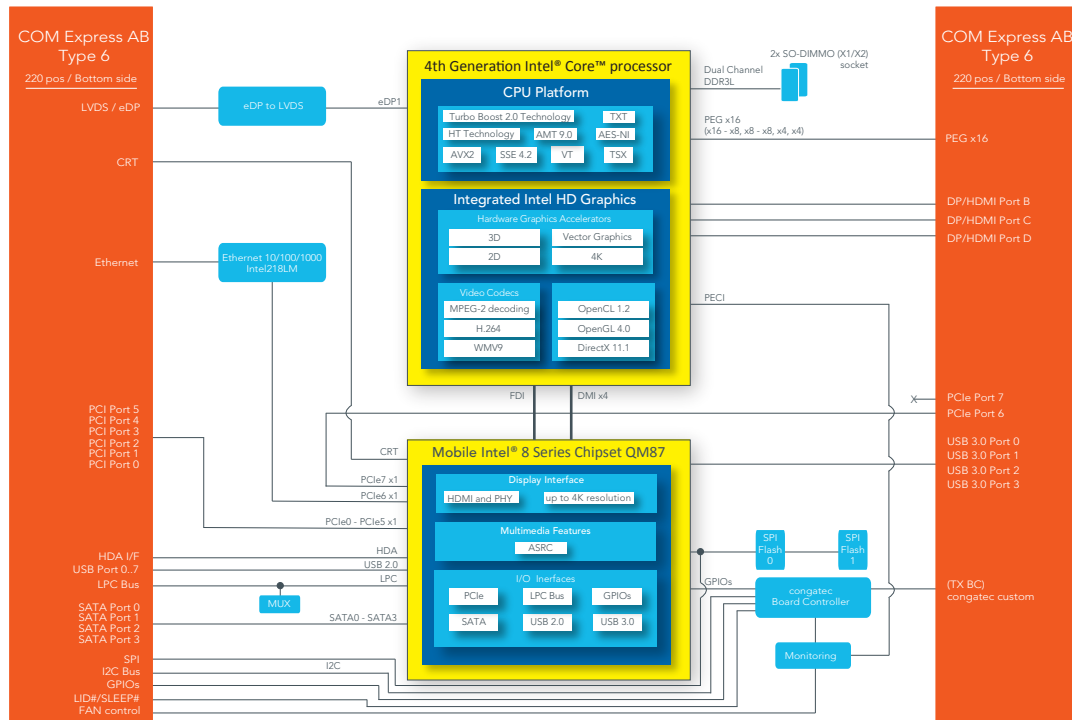 COM Express AB
Type 6
220 pos / Bottom side
LVDS / eDP
CRT
Ethernet
PCI Port 5
PCI Port 4
PCI Port 3
PCI Port 2
PCI Port 1
PCI Port 0
HDA I/F
USB Port 0..7
LPC Bus
SATA Port 0
SATA Port 1
SATA Port 2
SATA Port 3
SPI
I2C Bus
GPIOs
LID#/SLEEP#
FAN control
eDP to LVDS
eDP1
Ethernet 10/100/1000
Intel218LM
4th Generation Intel® Core™ processor
CPU Platform
Turbo Boost 2.0 Technology
TXT
HT Technology
AMT 9.0
AES-NI
AVX2
SSE 4.2
VT
TSX
Integrated Intel HD Graphics
Hardware Graphics Accelerators
3D
Vector Graphics
2D
4K
Video Codecs
MPEG-2 decoding
H.264
WMV9
OpenCL 1.2
OpenGL 4.0
DirectX 11.1
FDI
DMI x4
Mobile Intel® 8 Series Chipset QM87
Display Interface
HDMI and PHY
up to 4K resolution
Multimedia Features
ASRC
I/O Inerfaces
PCIe
LPC Bus
GPIOs
SATA
USB 2.0
USB 3.0
CRT
PCIe7 x1
PCIe6 x1
PCIe0 - PCIe5 x1
HDA
USB 2.0
LPC
MUX
SATA0 - SATA3
I2C
Dual Channel
DDR3L
2x SO-DIMMO (X1/X2)
socket
PEG x16
(x16 - x8, x8 - x8, x4, x4)
PECI
X
SPI
Flash
0
SPI
Flash
1
GPIOs
congatec
Board Controller
Monitoring
COM Express AB
Type 6
220 pos / Bottom side
PEG x16
DP/HDMI Port B
DP/HDMI Port C
DP/HDMI Port D
PCIe Port 7
PCIe Port 6
USB 3.0 Port 0
USB 3.0 Port 1
USB 3.0 Port 2
USB 3.0 Port 3
(TX BC)
congatec custom